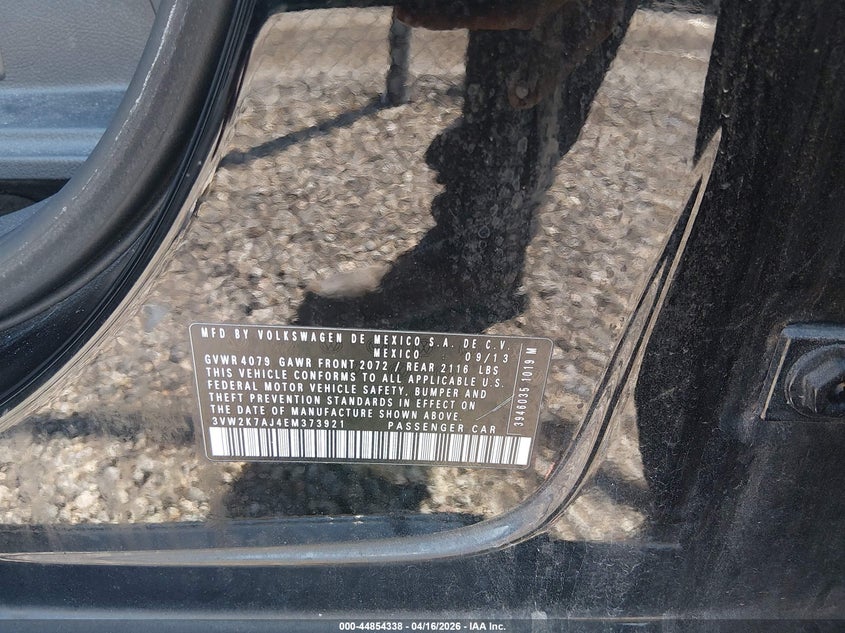 MFD BY VOLKSWAGEN DE MEXICO S.A. DE C.V.
MEXICO 09/13
GVWR 4079 GAWR FRONT 2072 / REAR 2116 LBS
THIS VEHICLE CONFORMS TO ALL APPLICABLE U.S.
FEDERAL MOTOR VEHICLE SAFETY, BUMPER AND
THEFT PREVENTION STANDARDS IN EFFECT ON
THE DATE OF MANUFACTURE SHOWN ABOVE.
3VW2K7AJ4EM373921 PASSENGER CAR
3946035 1019 M
000-44854338 - 04/16/2026 - IAA Inc.